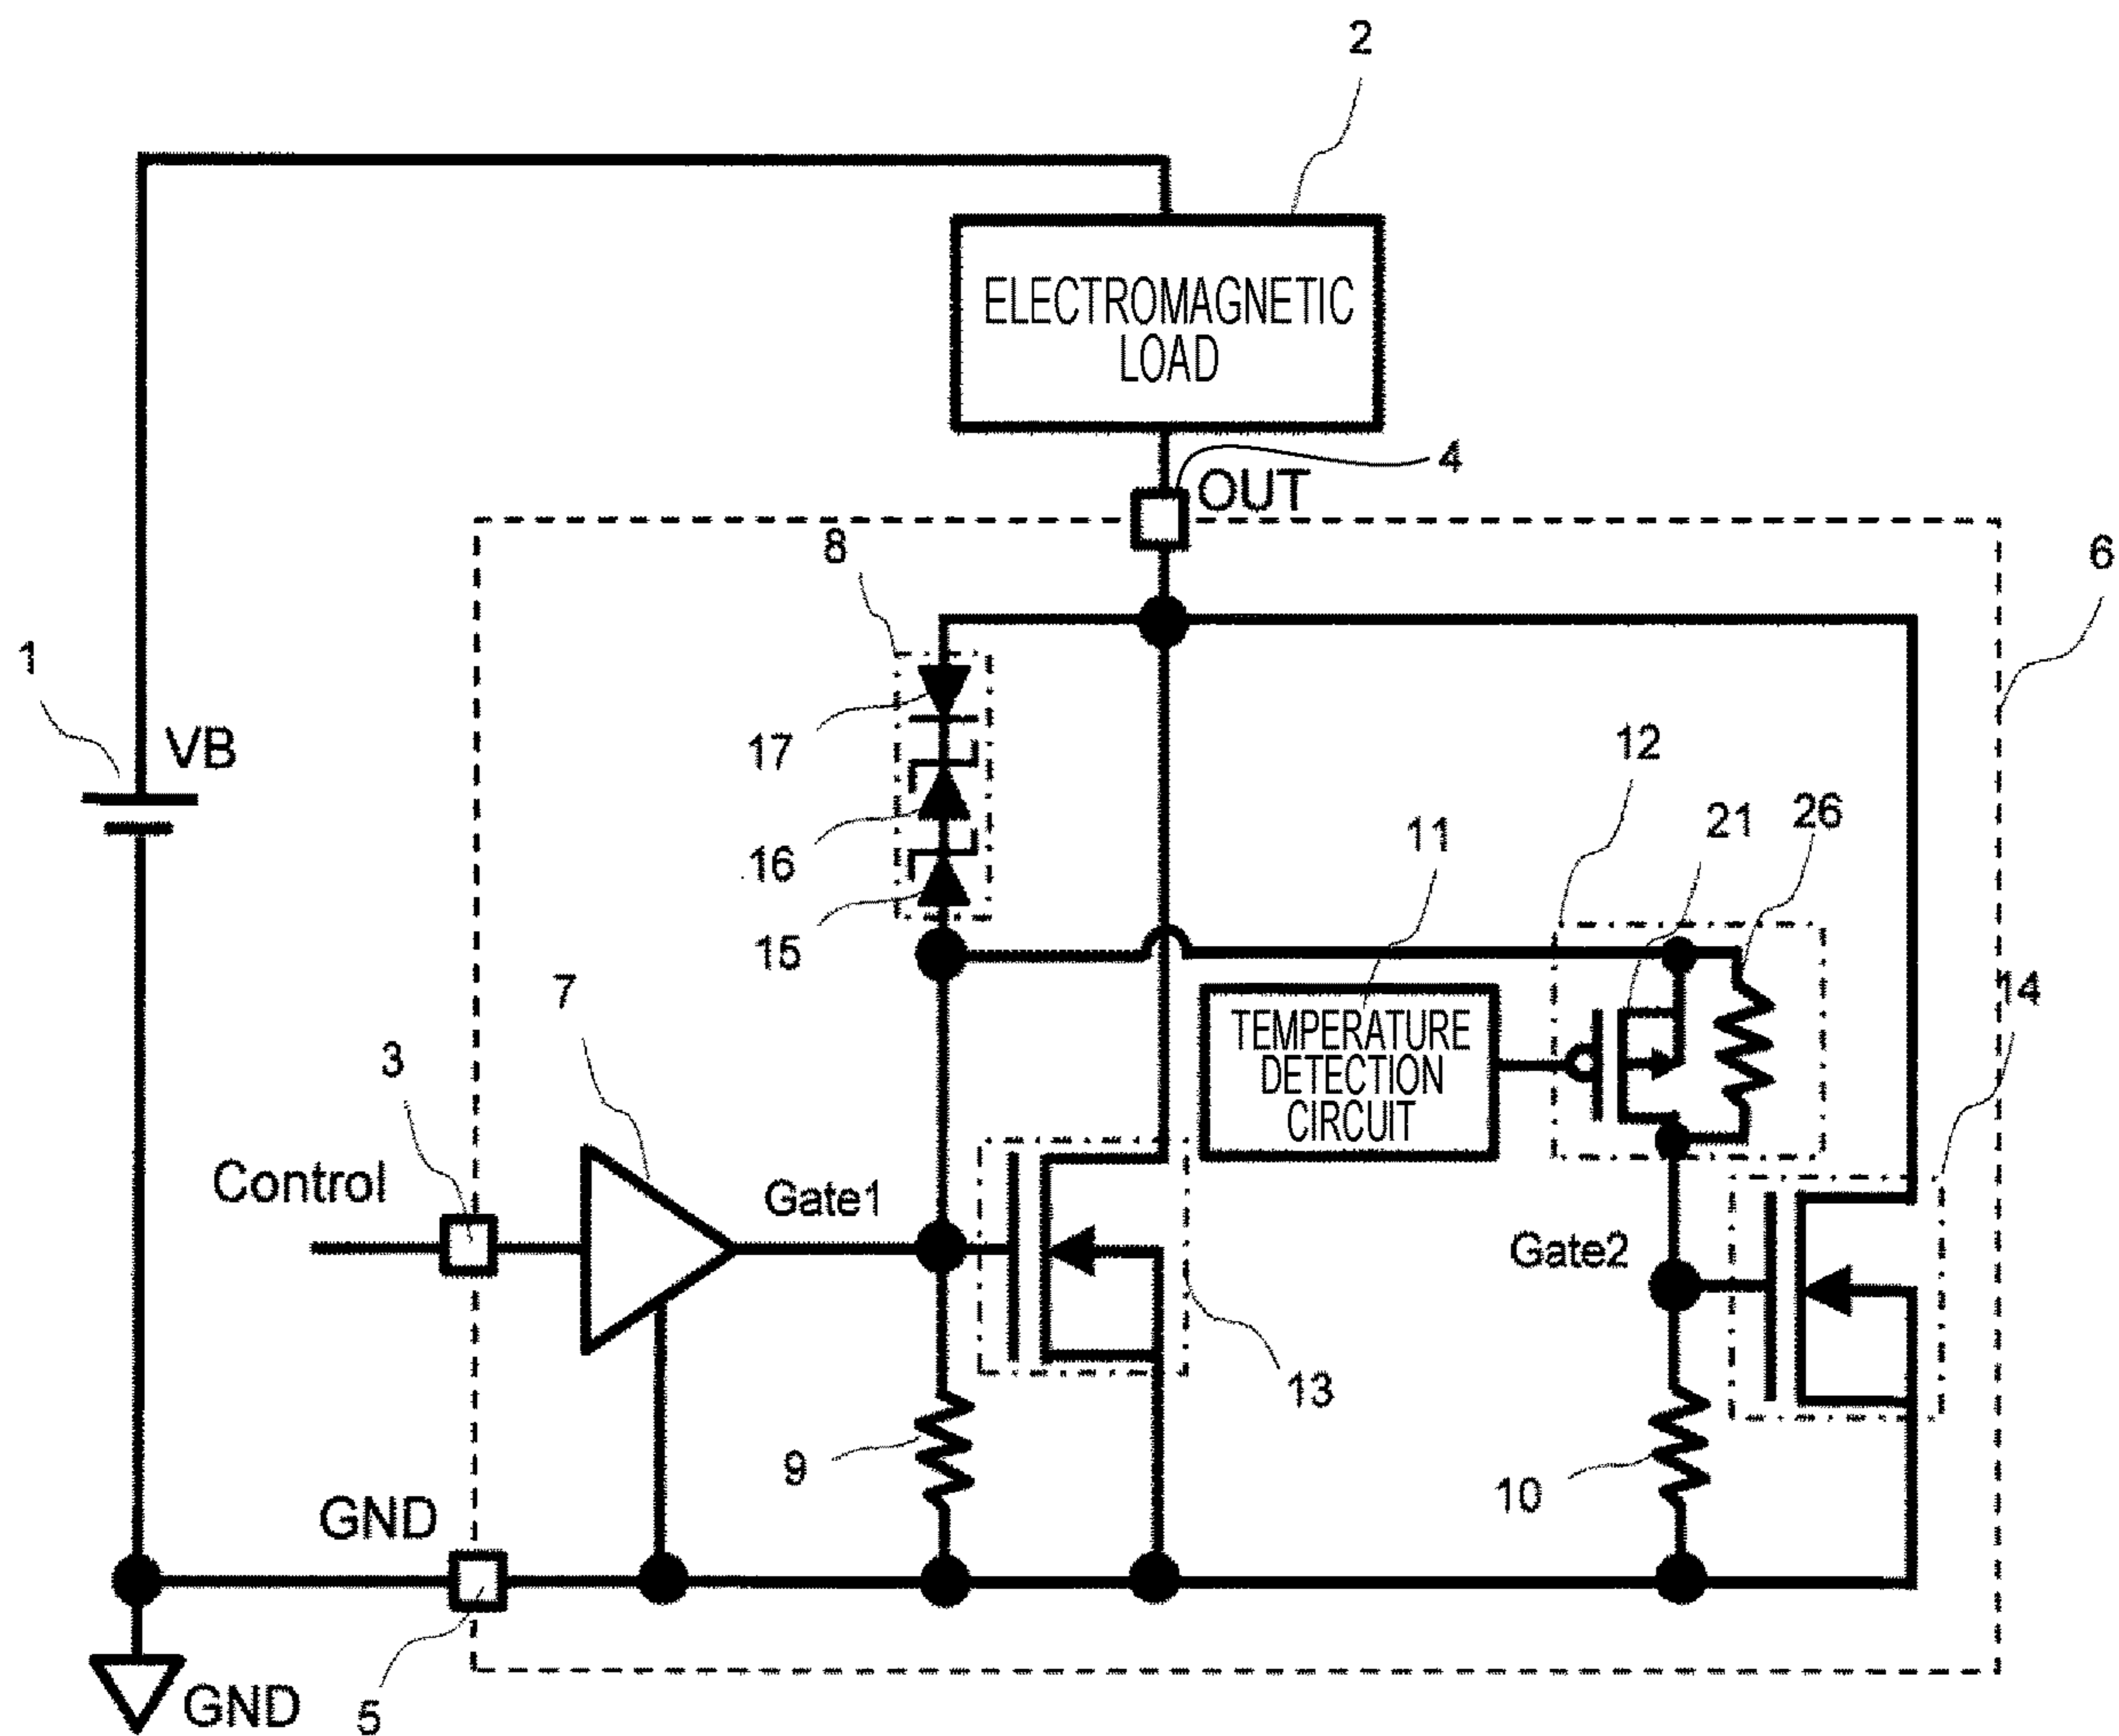 2
ELECTROMAGNETIC
LOAD
4
OUT
8
6
1
VB
17
12
16
11
21
26
15
7
14
TEMPERATURE
DETECTION
CIRCUIT
3
Control
Gate1
Gate2
13
9
10
GND
5
GND